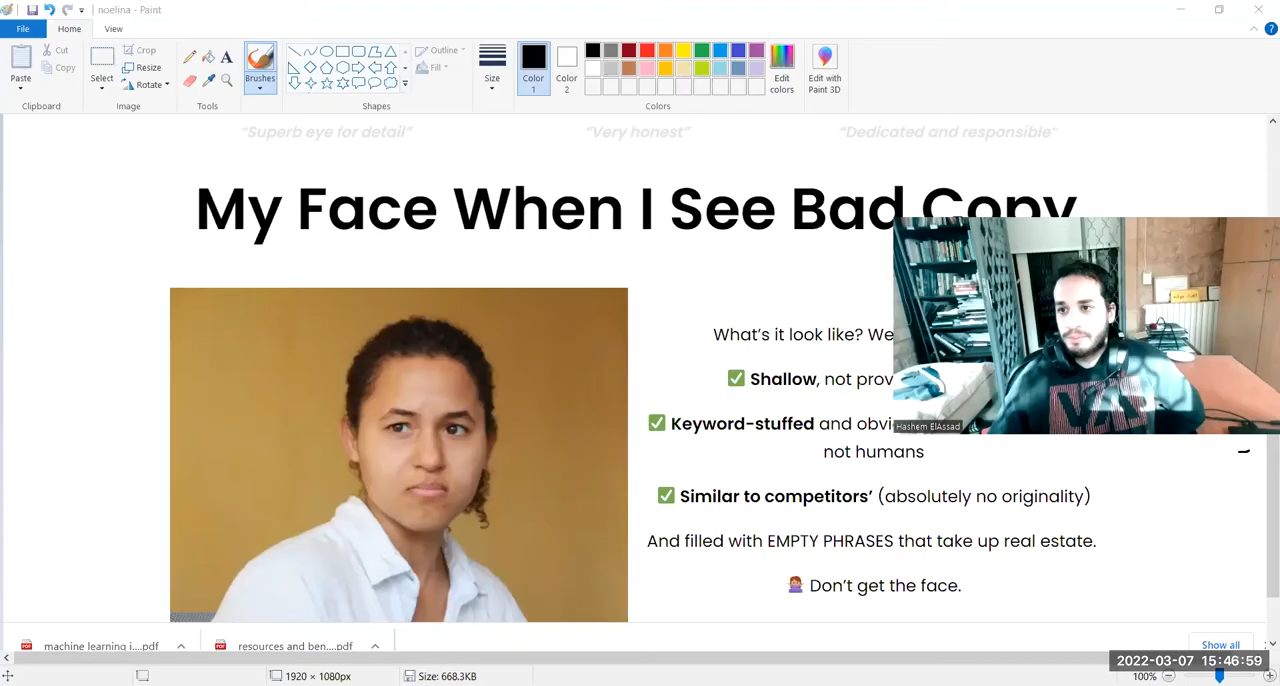 noelina - Paint
File
Home
View
Paste
Cut
Copy
Clipboard
Select
Crop
Resize
Rotate
Image
Tools
Brushes
Shapes
Outline
Fill
Size
Color 1
Color 2
Colors
Edit colors
Edit with Paint 3D
"Superb eye for detail"
"Very honest"
"Dedicated and responsible"
My Face When I See Bad Copy
What's it look like? We
Shallow, not prov
Keyword-stuffed and obvi
not humans
Similar to competitors' (absolutely no originality)
And filled with EMPTY PHRASES that take up real estate.
Don't get the face.
Hashem ElAssad
machine learning i....pdf
resources and ben....pdf
Show all
2022-03-07 15:46:59
1920 × 1080px
Size: 668.3KB
100%